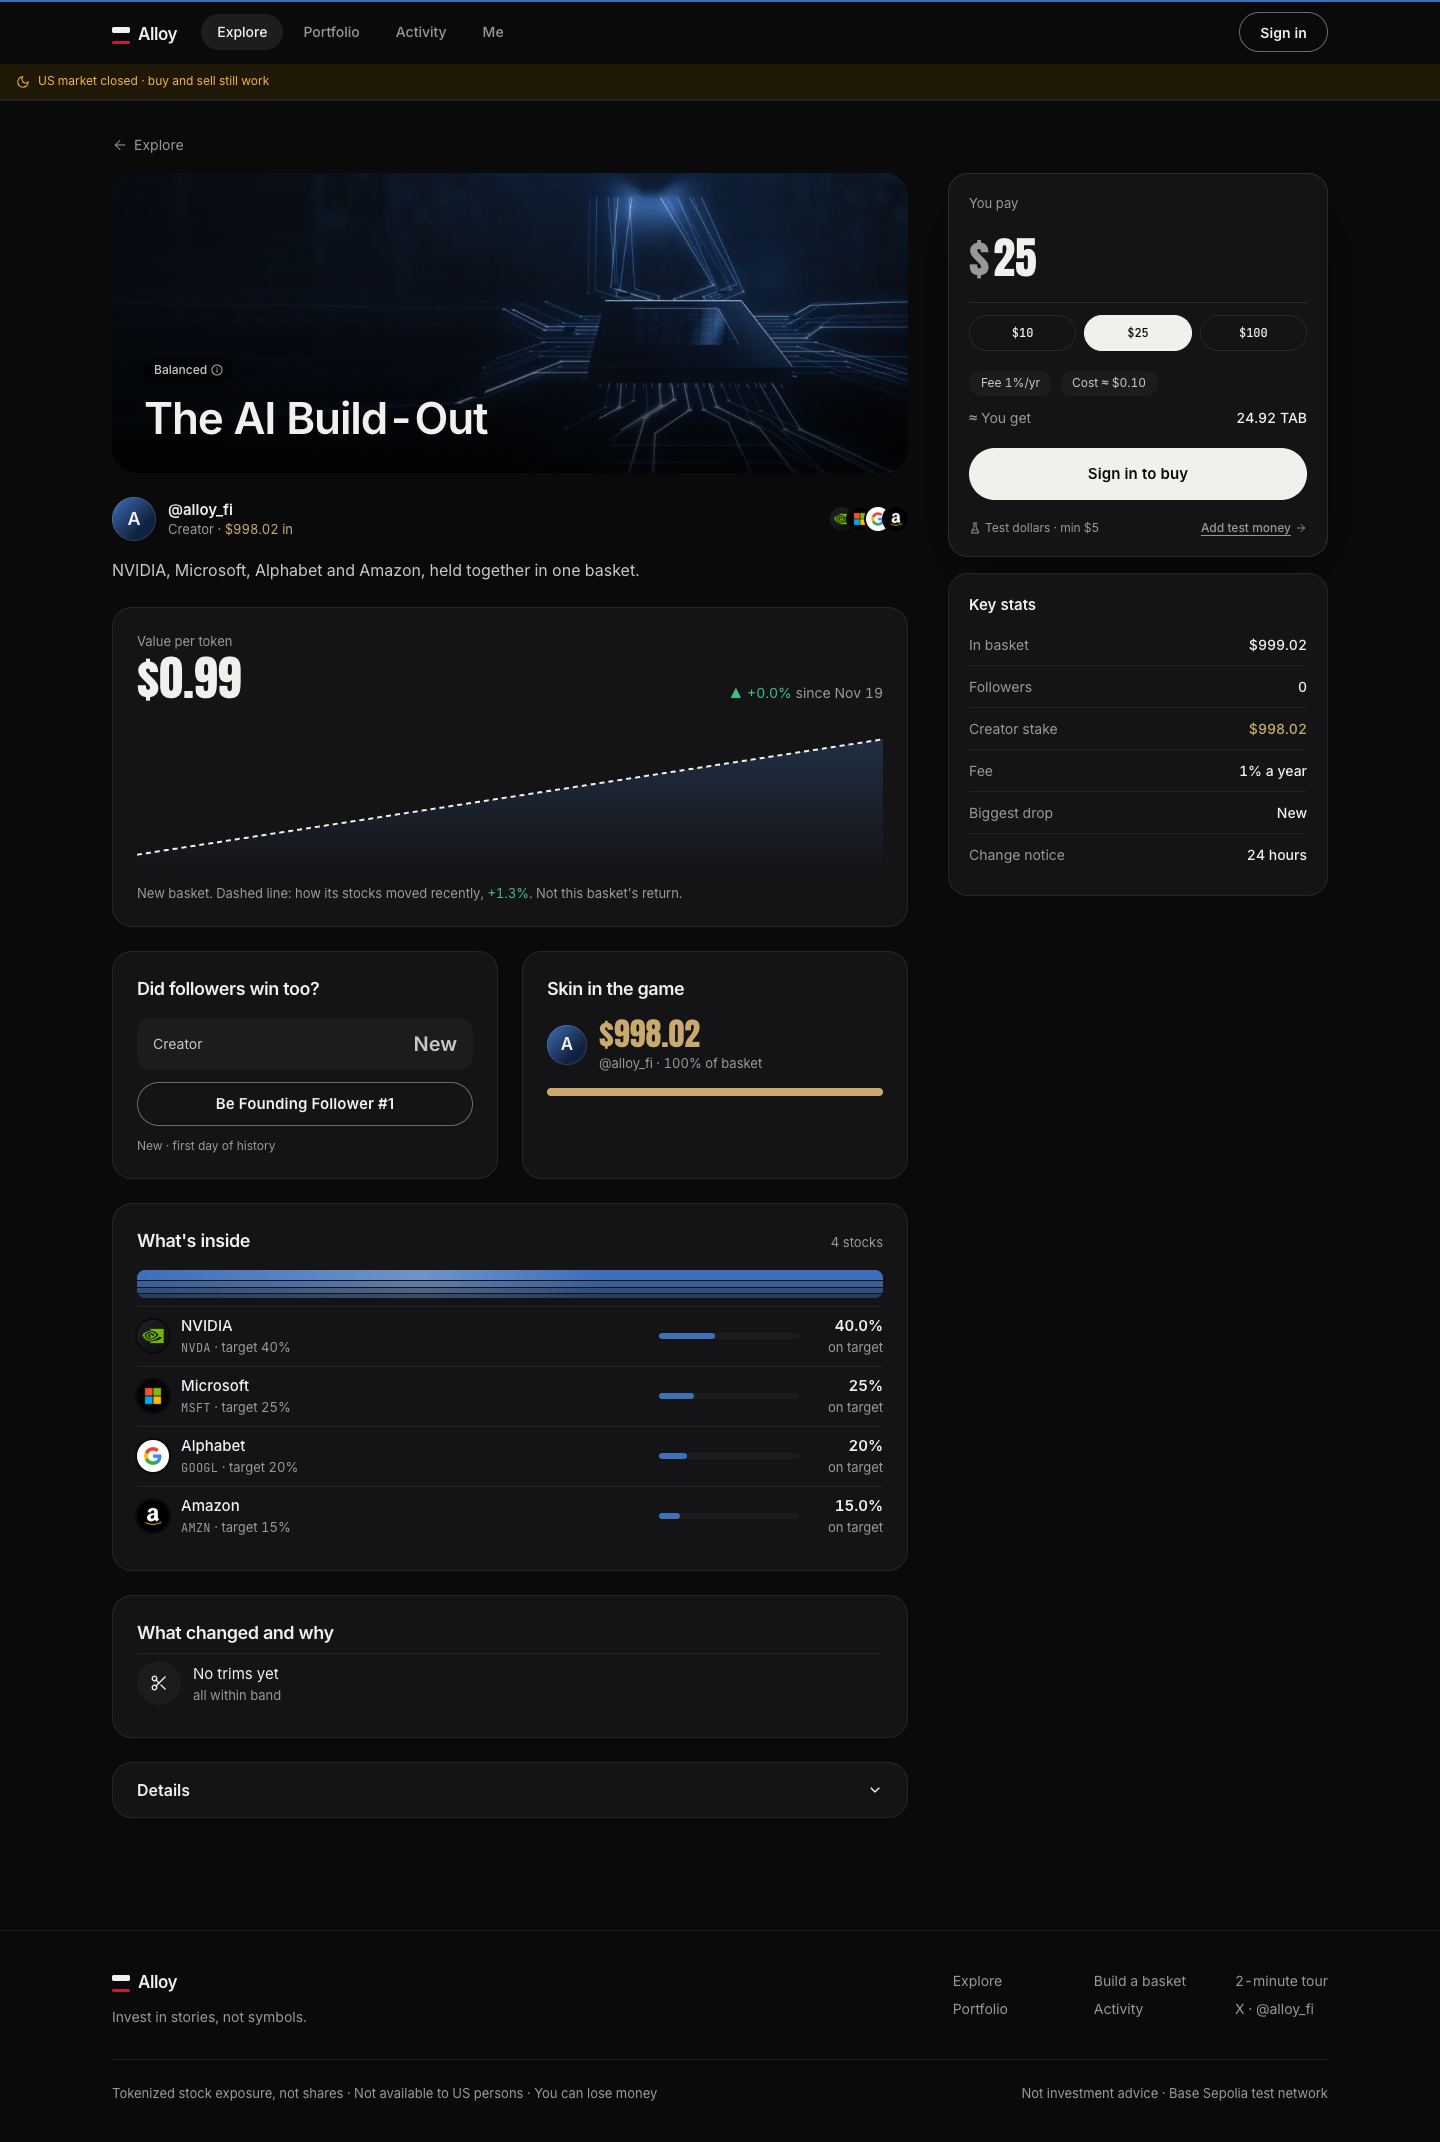 Alloy
Explore
Portfolio
Activity
Me
Sign in
US market closed · buy and sell still work
← Explore
Balanced
The AI Build-Out
A
@alloy_fi
Creator · $998.02 in
a
NVIDIA, Microsoft, Alphabet and Amazon, held together in one basket.
Value per token
$0.99
▲ +0.0% since Nov 19
New basket. Dashed line: how its stocks moved recently, +1.3%. Not this basket's return.
Did followers win too?
Creator
New
Be Founding Follower #1
New · first day of history
Skin in the game
A
$998.02
@alloy_fi · 100% of basket
What's inside
4 stocks
NVIDIA
NVDA · target 40%
40.0%
on target
Microsoft
MSFT · target 25%
25%
on target
G
Alphabet
GOOGL · target 20%
20%
on target
a
Amazon
AMZN · target 15%
15.0%
on target
What changed and why
No trims yet
all within band
Details
You pay
$25
$10
$25
$100
Fee 1%/yr
Cost ≈ $0.10
≈ You get
24.92 TAB
Sign in to buy
Test dollars · min $5
Add test money →
Key stats
In basket
$999.02
Followers
0
Creator stake
$998.02
Fee
1% a year
Biggest drop
New
Change notice
24 hours
Alloy
Invest in stories, not symbols.
Explore
Build a basket
2-minute tour
Portfolio
Activity
X · @alloy_fi
Tokenized stock exposure, not shares · Not available to US persons · You can lose money
Not investment advice · Base Sepolia test network